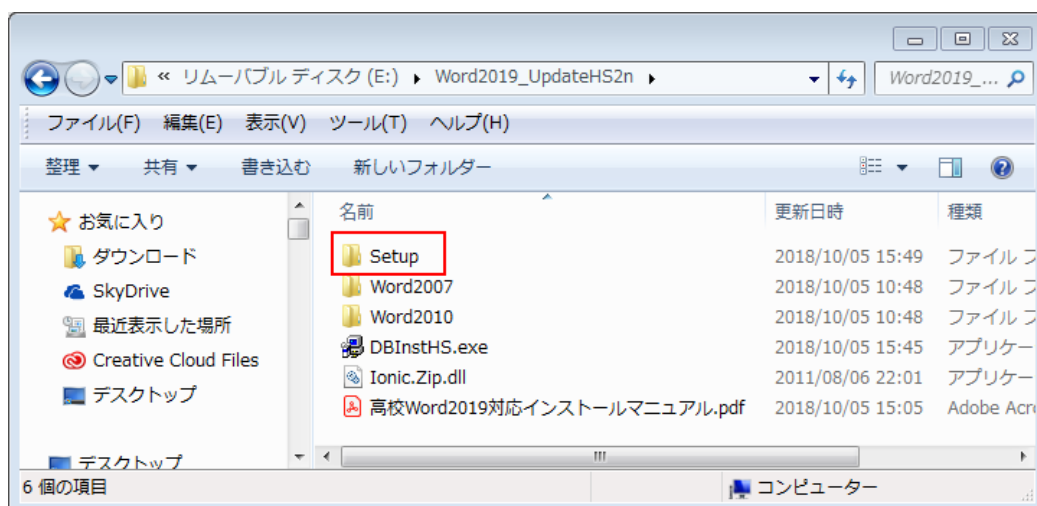 « リムーバブル ディスク (E:) ▸ Word2019_UpdateHS2n ▸ Word2019_...
ファイル(F) 編集(E) 表示(V) ツール(T) ヘルプ(H)
整理 ▼ 共有 ▼ 書き込む 新しいフォルダー
名前 更新日時 種類
お気に入り
ダウンロード
SkyDrive
最近表示した場所
Creative Cloud Files
デスクトップ
デスクトップ
Setup 2018/10/05 15:49 ファイル フ
Word2007 2018/10/05 10:48 ファイル フ
Word2010 2018/10/05 10:48 ファイル フ
DBInstHS.exe 2018/10/05 15:45 アプリケー
Ionic.Zip.dll 2011/08/06 22:01 アプリケー
高校Word2019対応インストールマニュアル.pdf 2018/10/05 15:05 Adobe Acr
6 個の項目 コンピューター